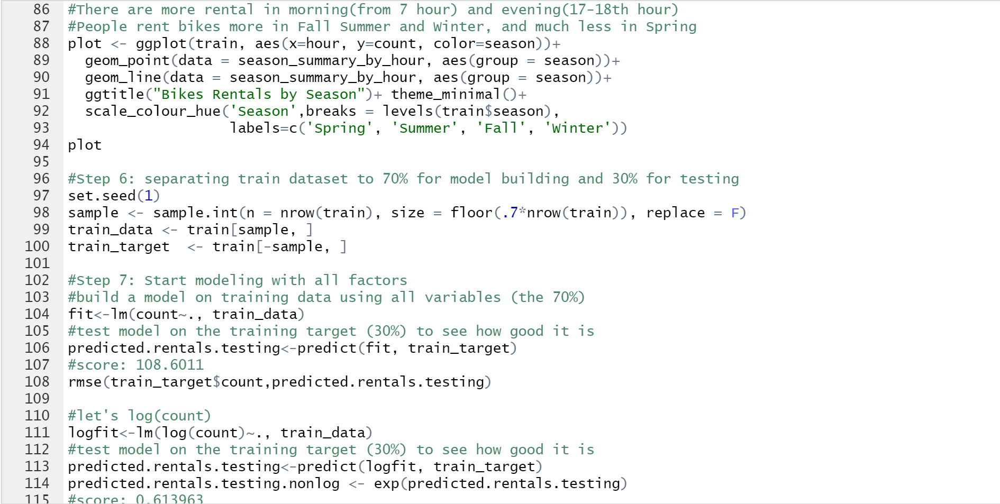 86 #There are more rental in morning(from 7 hour) and evening(17-18th hour)
87 #People rent bikes more in Fall Summer and Winter, and much less in Spring
88 plot <- ggplot(train, aes(x=hour, y=count, color=season))+
89   geom_point(data = season_summary_by_hour, aes(group = season))+
90   geom_line(data = season_summary_by_hour, aes(group = season))+
91   ggtitle("Bikes Rentals by Season")+ theme_minimal()+
92   scale_colour_hue('Season',breaks = levels(train$season),
93                    labels=c('Spring', 'Summer', 'Fall', 'Winter'))
94 plot
95
96 #Step 6: separating train dataset to 70% for model building and 30% for testing
97 set.seed(1)
98 sample <- sample.int(n = nrow(train), size = floor(.7*nrow(train)), replace = F)
99 train_data <- train[sample, ]
100 train_target  <- train[-sample, ]
101
102 #Step 7: Start modeling with all factors
103 #build a model on training data using all variables (the 70%)
104 fit<-lm(count~., train_data)
105 #test model on the training target (30%) to see how good it is
106 predicted.rentals.testing<-predict(fit, train_target)
107 #score: 108.6011
108 rmse(train_target$count,predicted.rentals.testing)
109
110 #let's log(count)
111 logfit<-lm(log(count)~., train_data)
112 #test model on the training target (30%) to see how good it is
113 predicted.rentals.testing<-predict(logfit, train_target)
114 predicted.rentals.testing.nonlog <- exp(predicted.rentals.testing)
115 #score: 0.613963